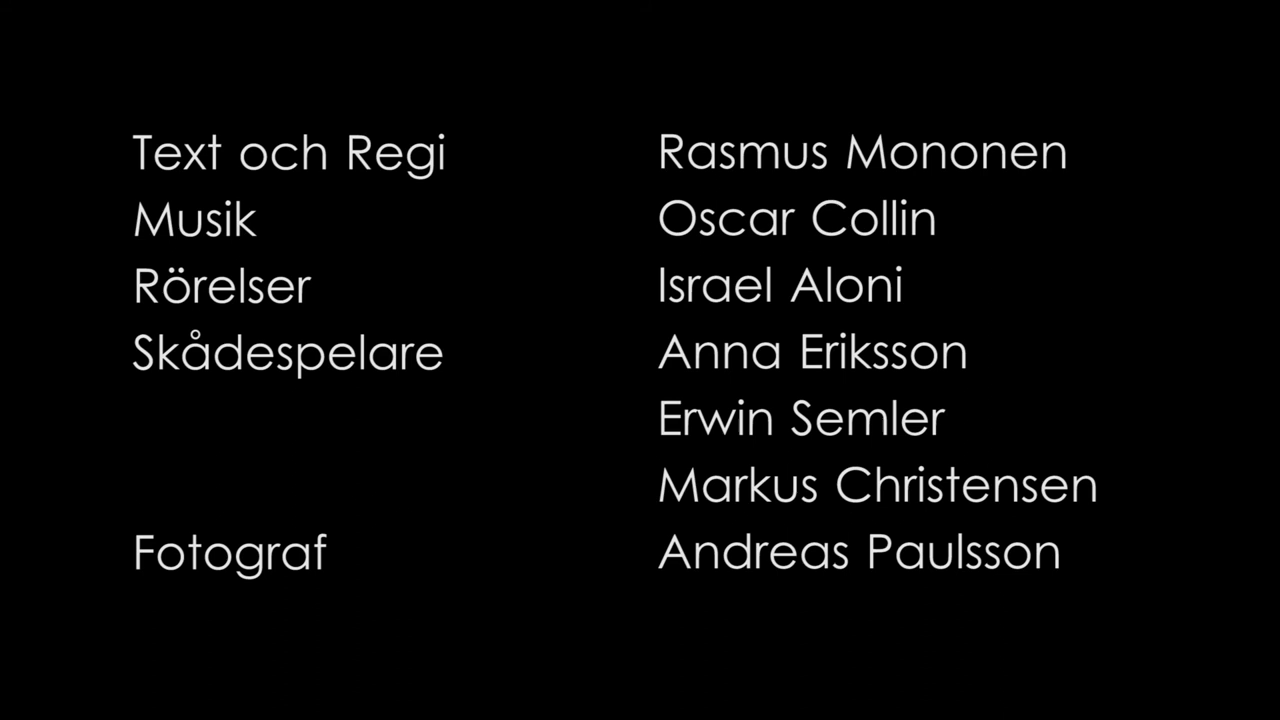 Text och Regi Rasmus Mononen
Musik Oscar Collin
Rörelser Israel Aloni
Skådespelare Anna Eriksson
Erwin Semler
Markus Christensen
Fotograf Andreas Paulsson